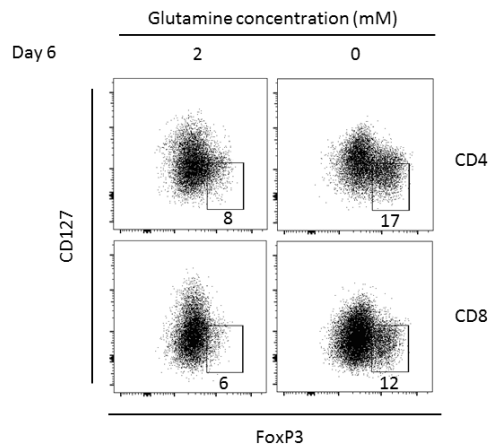 Glutamine concentration (mM)
Day 6 2 0
CD4
8 17
CD127
CD8
6 12
FoxP3